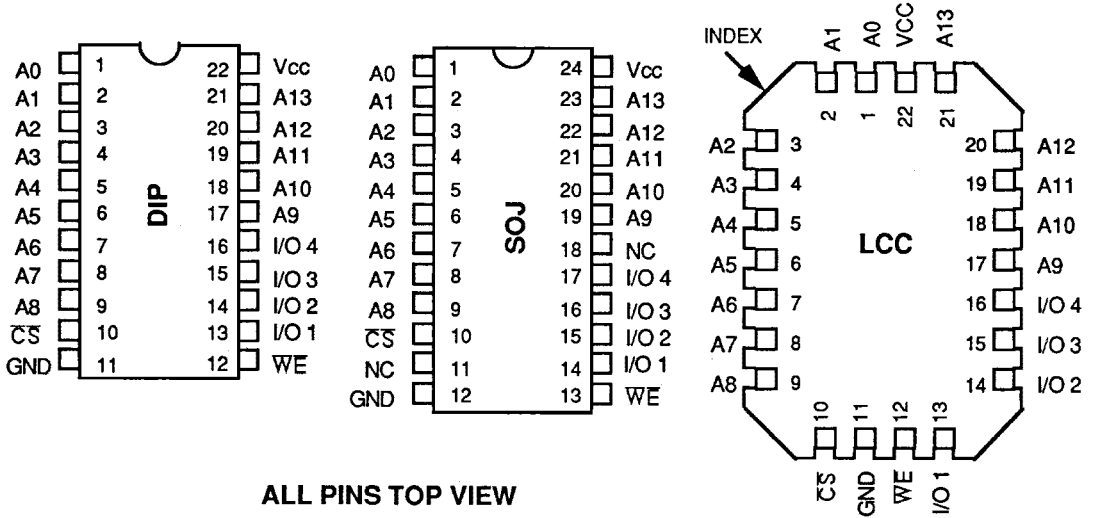 A0 1 22 Vcc
A1 2 21 A13
A2 3 20 A12
A3 4 19 A11
A4 5 18 A10
A5 6 17 A9
A6 7 16 I/O 4
A7 8 15 I/O 3
A8 9 14 I/O 2
C̅S̅ 10 13 I/O 1
GND 11 12 W̅E̅
DIP
A0 1 24 Vcc
A1 2 23 A13
A2 3 22 A12
A3 4 21 A11
A4 5 20 A10
A5 6 19 A9
A6 7 18 NC
A7 8 17 I/O 4
A8 9 16 I/O 3
C̅S̅ 10 15 I/O 2
NC 11 14 I/O 1
GND 12 13 W̅E̅
SOJ
INDEX
A1 A0 VCC A13
2 1 22 21
A2 3 20 A12
A3 4 19 A11
A4 5 18 A10
LCC
A5 6 17 A9
A6 7 16 I/O 4
A7 8 15 I/O 3
A8 9 14 I/O 2
10 11 12 13
C̅S̅ GND W̅E̅ I/O 1
ALL PINS TOP VIEW